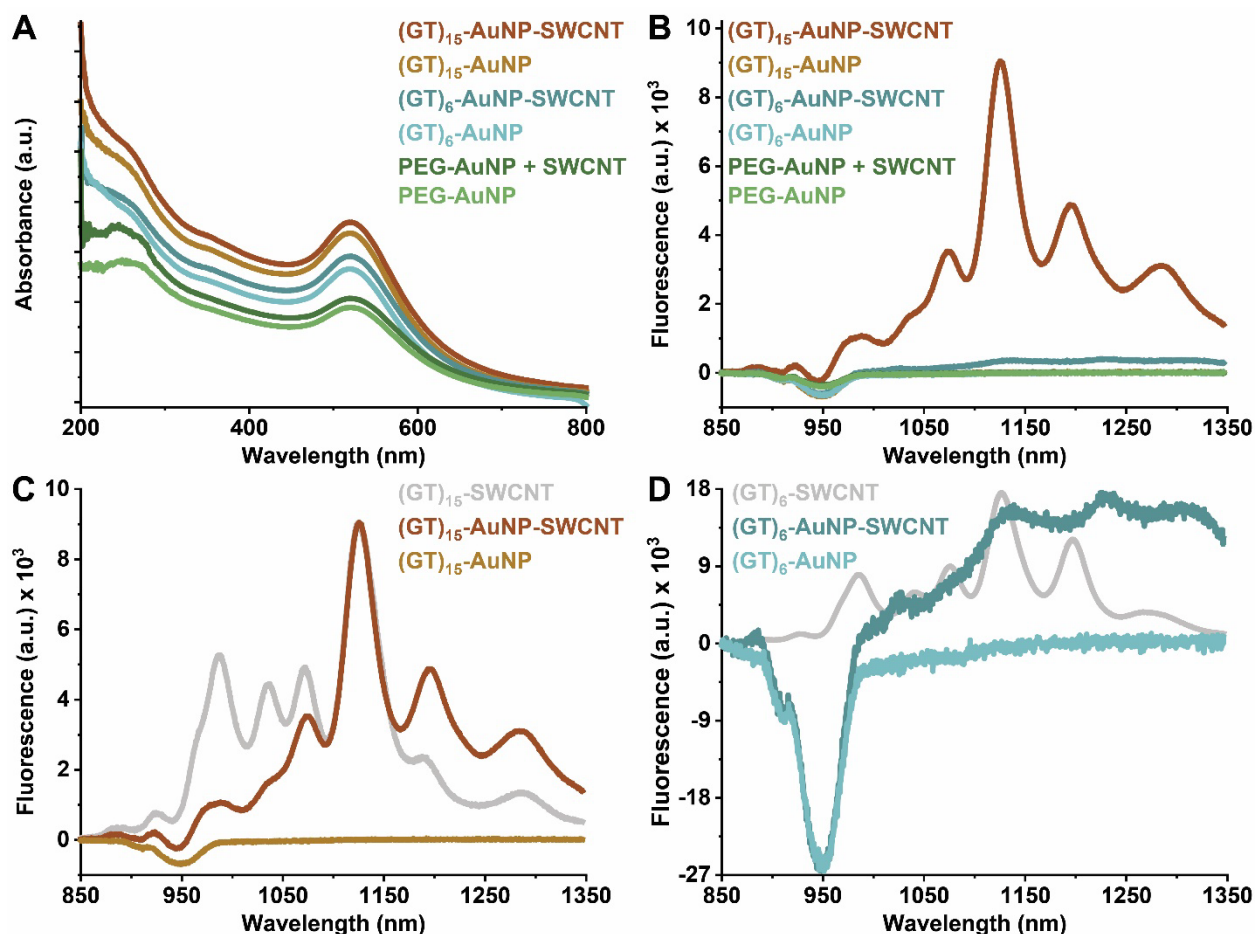 A
(GT)₁₅-AuNP-SWCNT
(GT)₁₅-AuNP
(GT)₆-AuNP-SWCNT
(GT)₆-AuNP
PEG-AuNP + SWCNT
PEG-AuNP
Absorbance (a.u.)
200 400 600 800
Wavelength (nm)
B
(GT)₁₅-AuNP-SWCNT
(GT)₁₅-AuNP
(GT)₆-AuNP-SWCNT
(GT)₆-AuNP
PEG-AuNP + SWCNT
PEG-AuNP
Fluorescence (a.u.) x 10³
10
8
6
4
2
0
850 950 1050 1150 1250 1350
Wavelength (nm)
C
(GT)₁₅-SWCNT
(GT)₁₅-AuNP-SWCNT
(GT)₁₅-AuNP
Fluorescence (a.u.) x 10³
10
8
6
4
2
0
850 950 1050 1150 1250 1350
Wavelength (nm)
D
(GT)₆-SWCNT
(GT)₆-AuNP-SWCNT
(GT)₆-AuNP
Fluorescence (a.u.) x 10³
18
9
0
-9
-18
-27
850 950 1050 1150 1250 1350
Wavelength (nm)